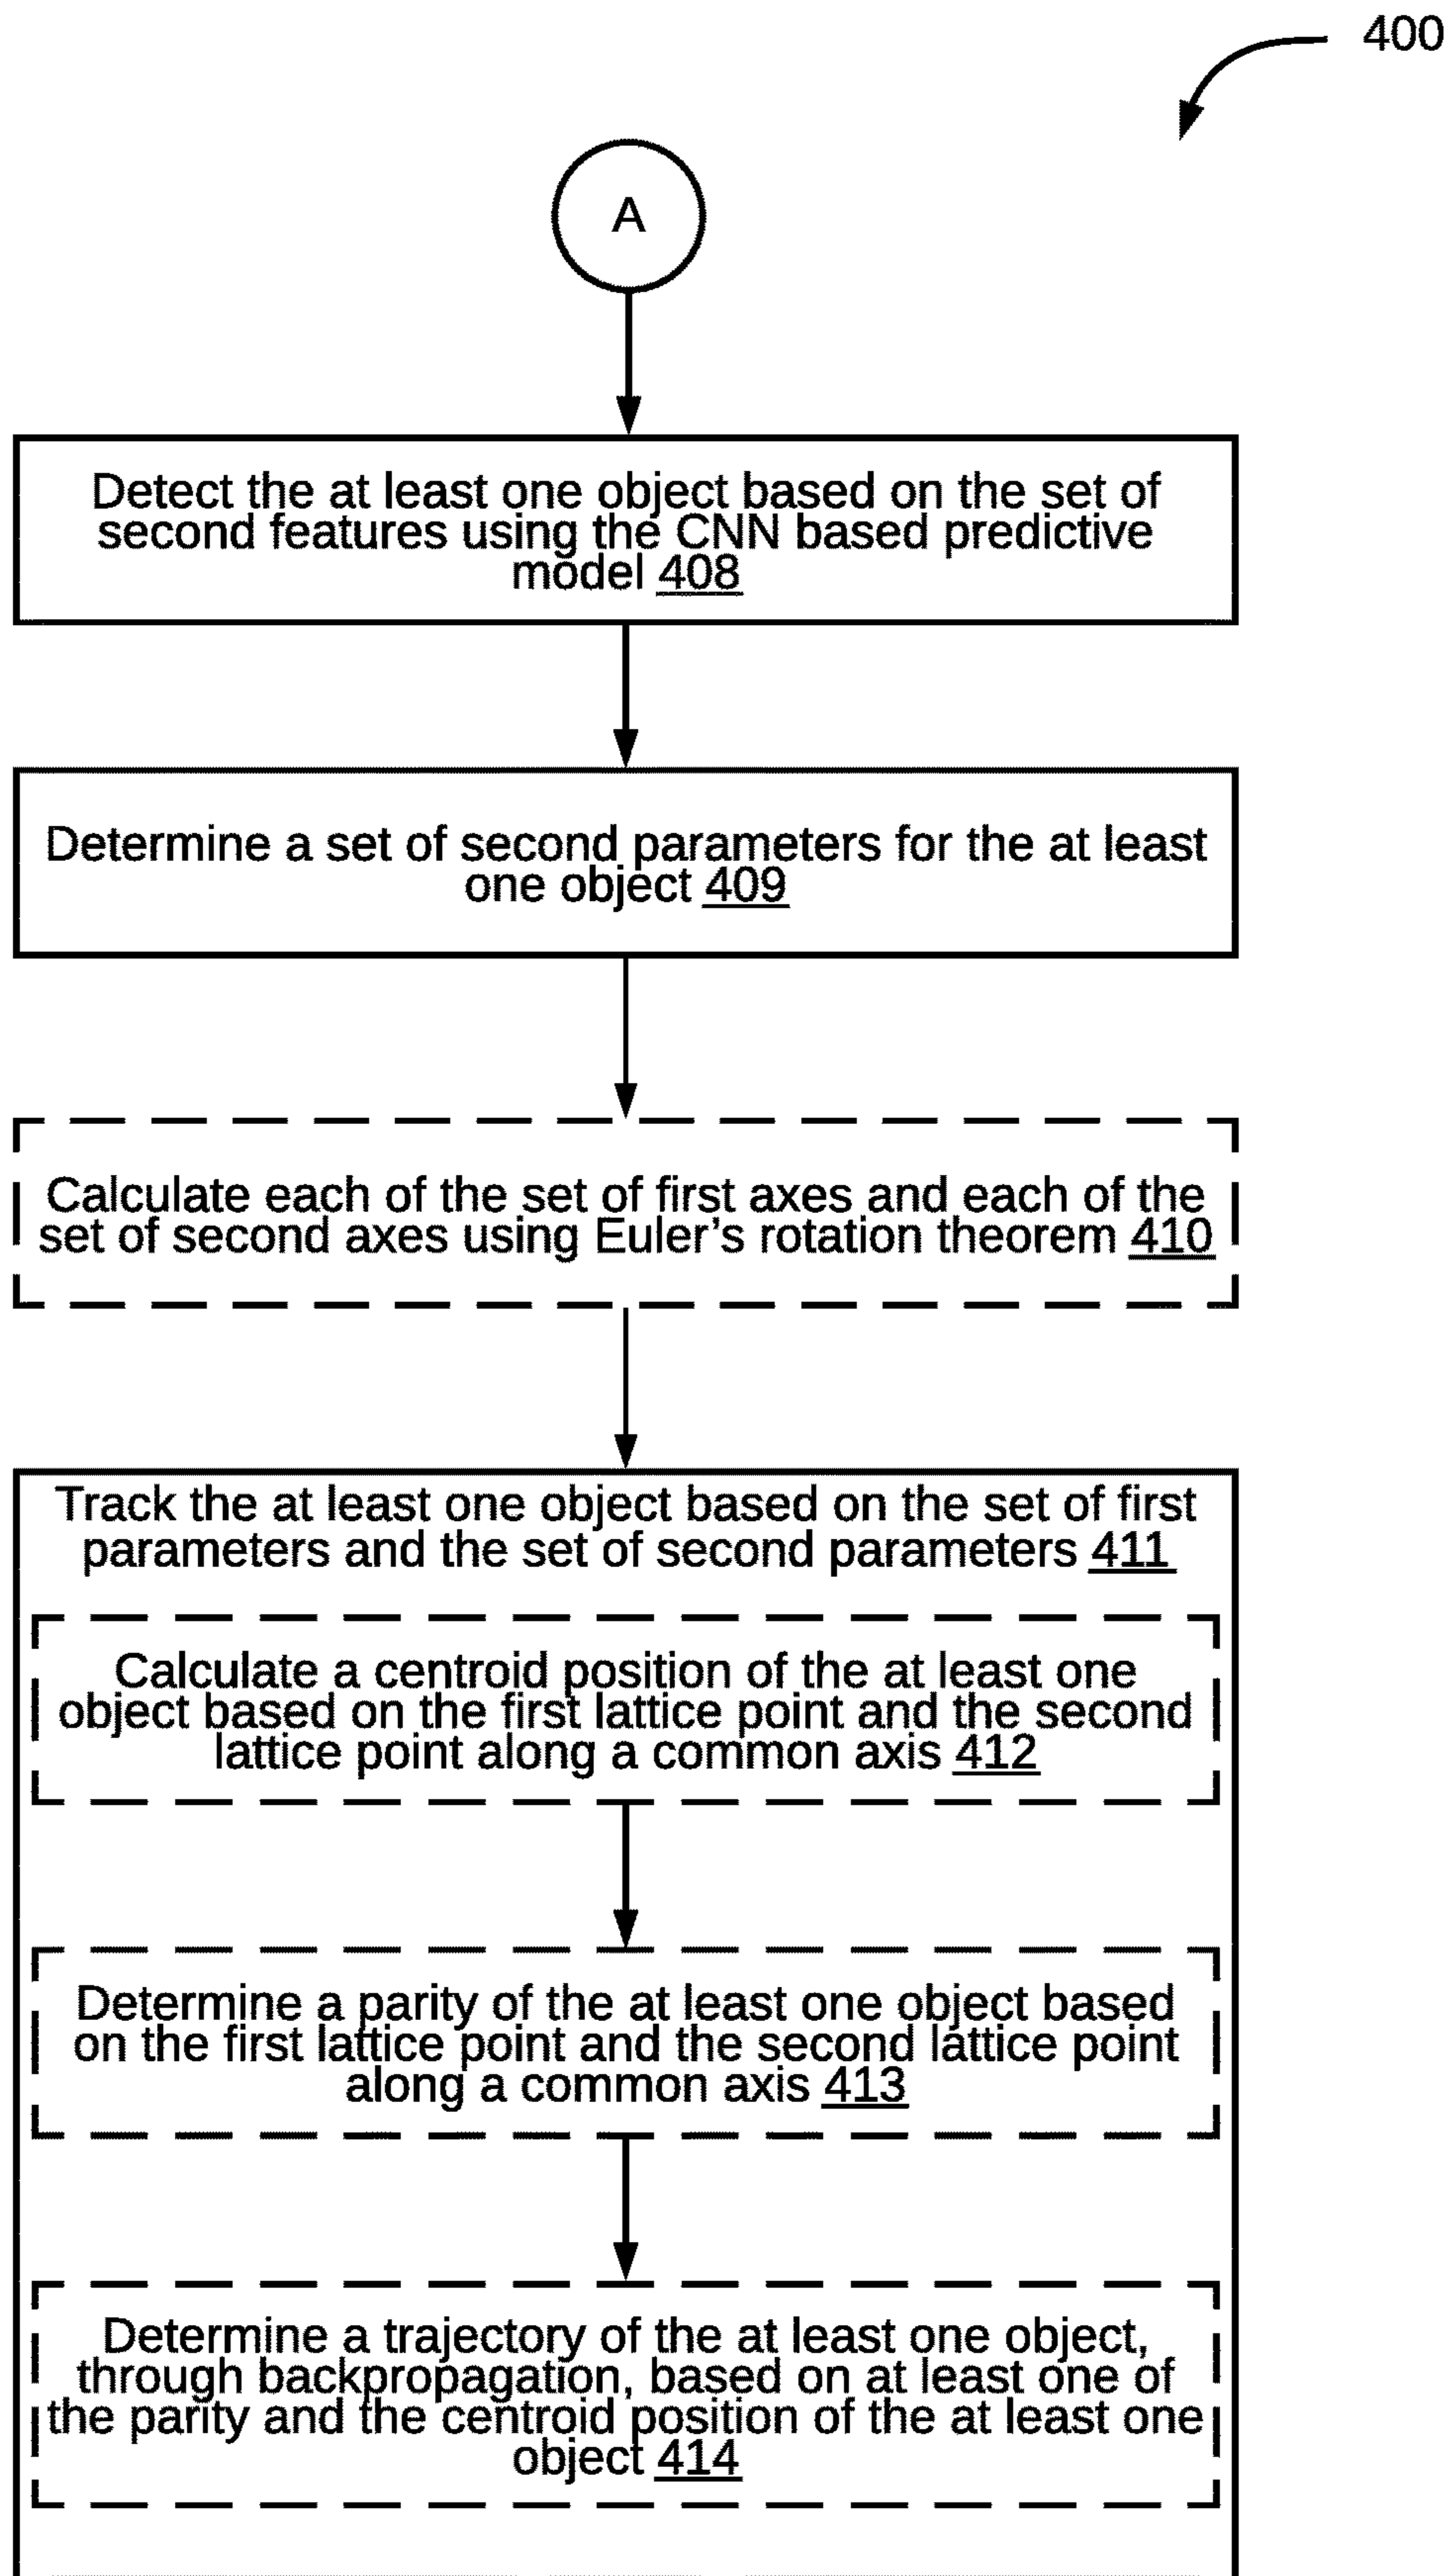 400
A
Detect the at least one object based on the set of
second features using the CNN based predictive
model 408
Determine a set of second parameters for the at least
one object 409
Calculate each of the set of first axes and each of the
set of second axes using Euler’s rotation theorem 410
Track the at least one object based on the set of first
parameters and the set of second parameters 411
Calculate a centroid position of the at least one
object based on the first lattice point and the second
lattice point along a common axis 412
Determine a parity of the at least one object based
on the first lattice point and the second lattice point
along a common axis 413
Determine a trajectory of the at least one object,
through backpropagation, based on at least one of
the parity and the centroid position of the at least one
object 414